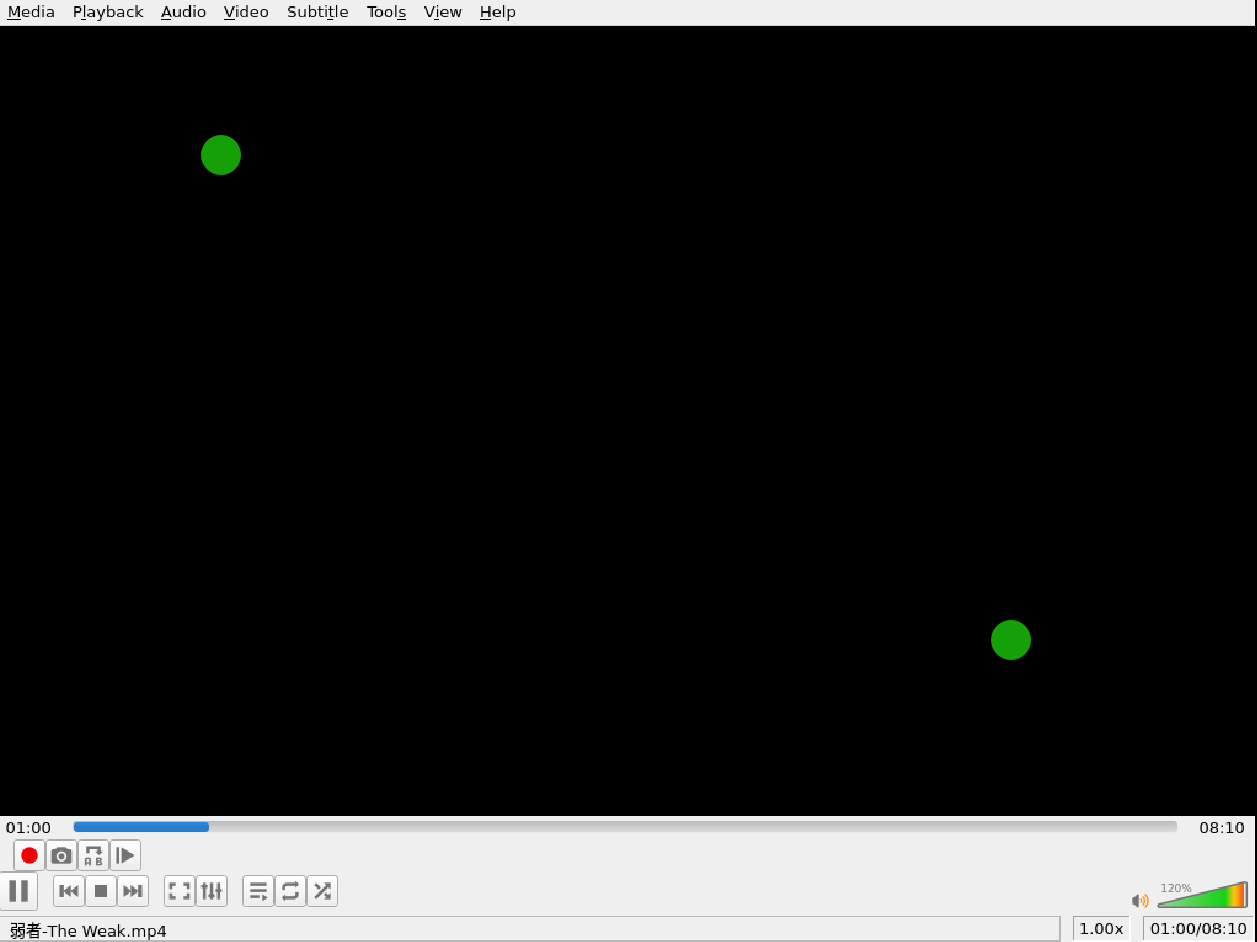 Media Playback Audio Video Subtitle Tools View Help
01:00 08:10
A B
120%
弱者-The Weak.mp4 1.00x 01:00/08:10